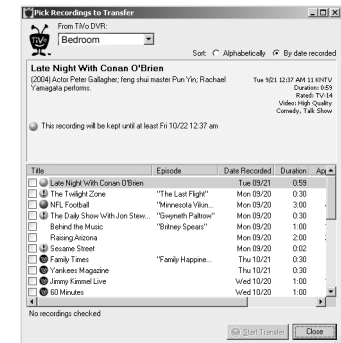 Pick Recordings to Transfer
From TiVo DVR:
TiVo
Bedroom
Sort: Alphabetically By date recorded
Late Night With Conan O'Brien
(2004) Actor Peter Gallagher; feng shui master Pun Yin; Rachael Yamagata performs.
Tue 9/21 12:37 AM 11 KNTV
Duration: 0:59
Rated: TV-14
Video: High Quality
Comedy, Talk Show
This recording will be kept until at least Fri 10/22 12:37 am
Title Episode Date Recorded Duration
Late Night With Conan O'Brien Tue 09/21 0:59
The Twilight Zone "The Last Flight" Mon 09/20 0:30
NFL Football "Minnesota Vikin... Mon 09/20 3:00
The Daily Show With Jon Stew... "Gwyneth Paltrow" Mon 09/20 0:30
Behind the Music "Britney Spears" Mon 09/20 1:00
Raising Arizona Mon 09/20 2:00
Sesame Street Mon 09/20 0:02
Family Times "Family Happine... Thu 10/21 0:30
Yankees Magazine Thu 10/21 0:30
Jimmy Kimmel Live Wed 10/20 1:00
60 Minutes Wed 10/20 1:00
No recordings checked
Start Transfer Close